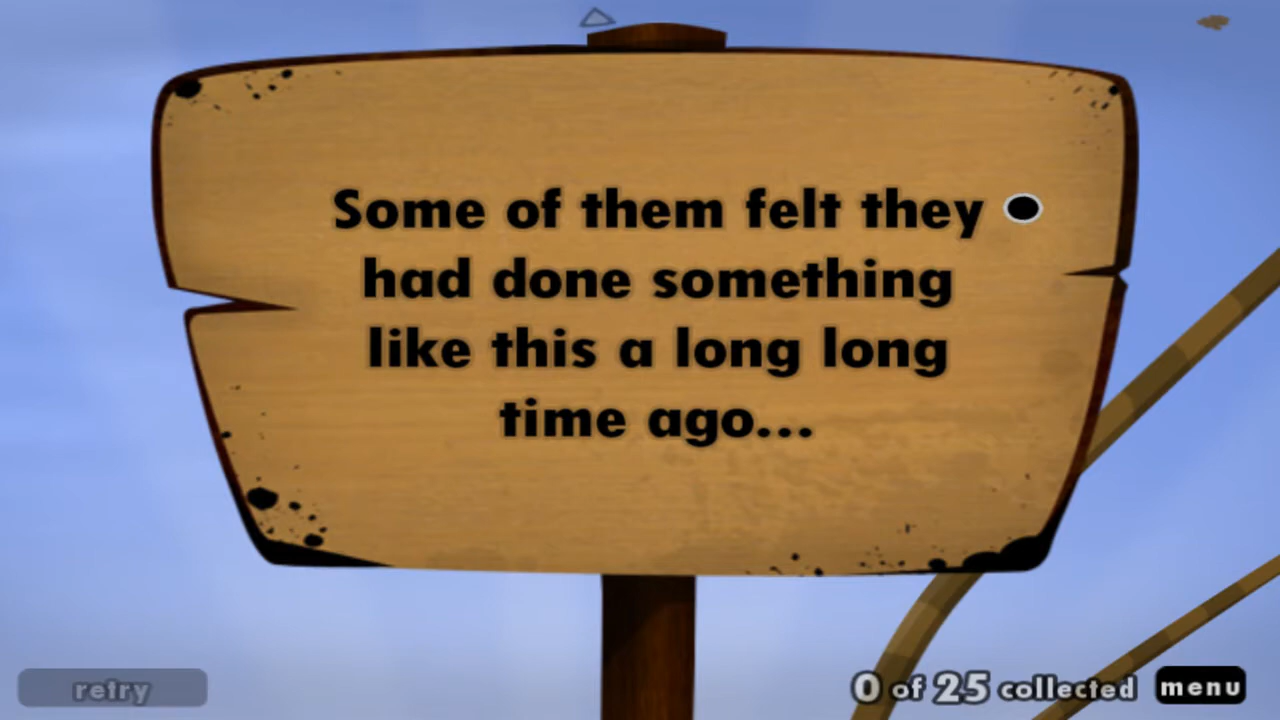 Some of them felt they
had done something
like this a long long
time ago...
retry
0 of 25 collected
menu